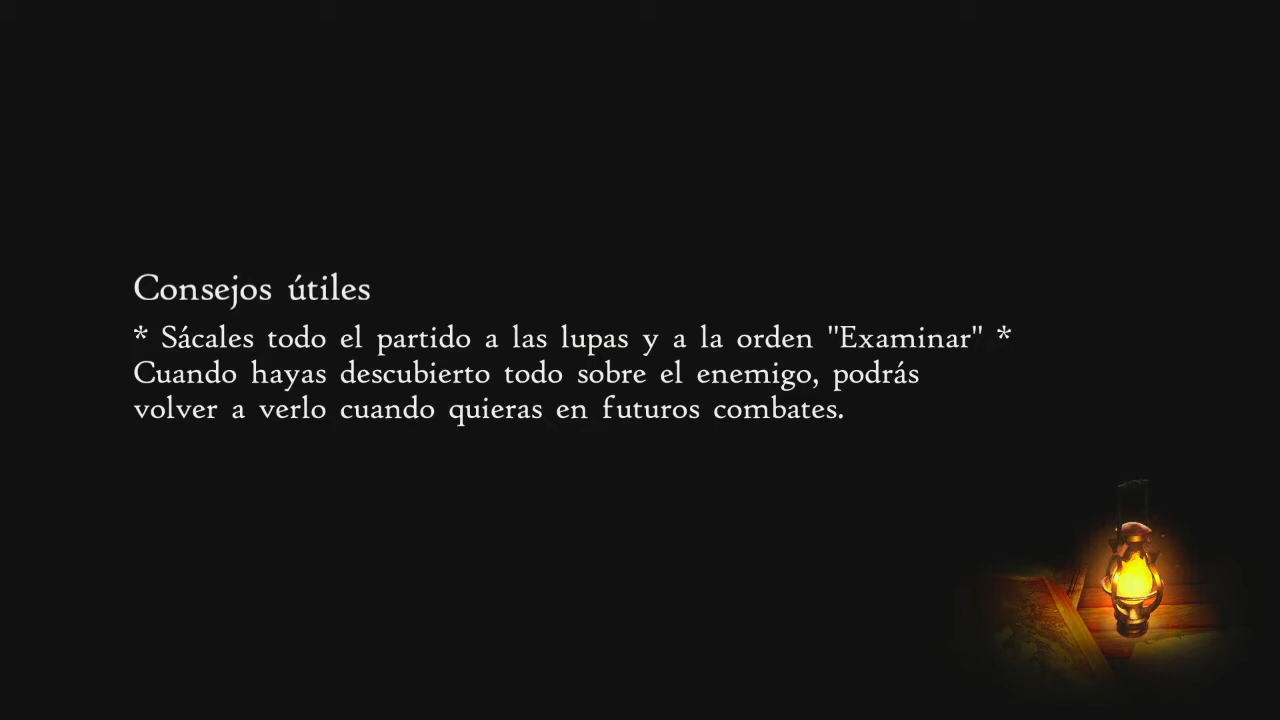 Consejos útiles
* Sácales todo el partido a las lupas y a la orden "Examinar" *
Cuando hayas descubierto todo sobre el enemigo, podrás
volver a verlo cuando quieras en futuros combates.